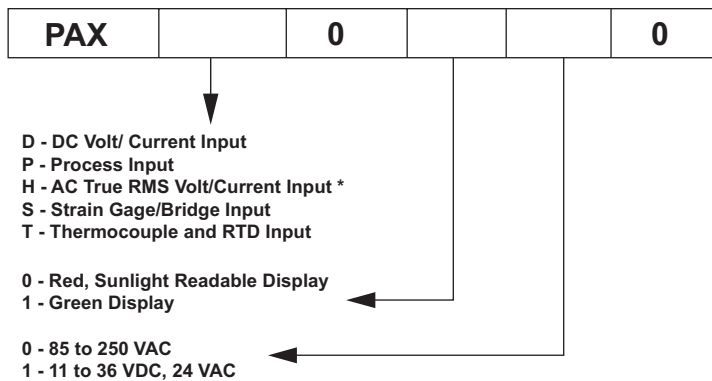 PAX 0 0
D - DC Volt/ Current Input
P - Process Input
H - AC True RMS Volt/Current Input *
S - Strain Gage/Bridge Input
T - Thermocouple and RTD Input
0 - Red, Sunlight Readable Display
1 - Green Display
0 - 85 to 250 VAC
1 - 11 to 36 VDC, 24 VAC